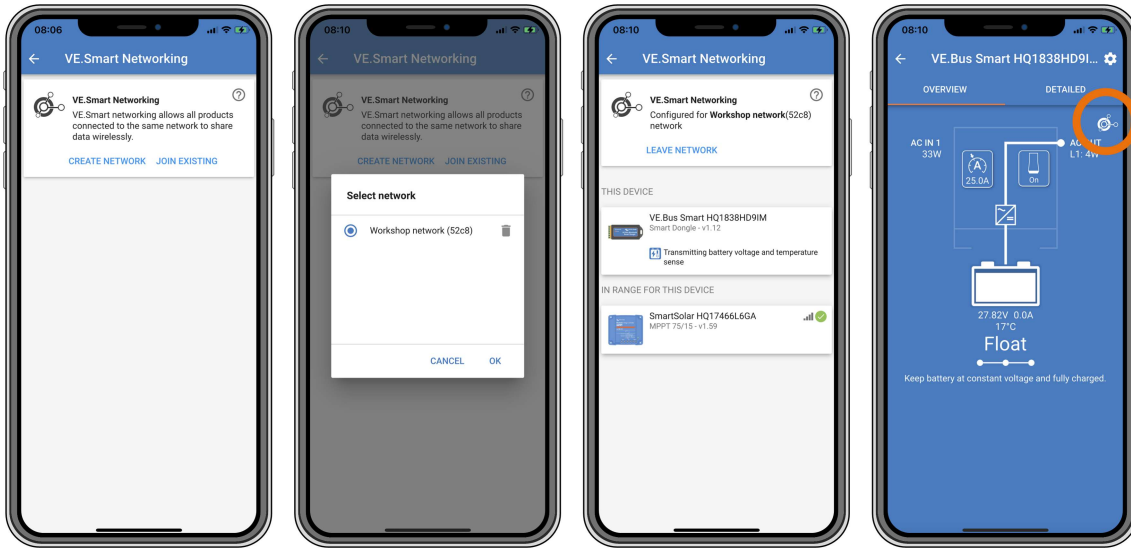 08:06
VE.Smart Networking
VE.Smart Networking
VE.Smart networking allows all products
connected to the same network to share
data wirelessly.
CREATE NETWORK JOIN EXISTING
08:10
VE.Smart Networking
VE.Smart Networking
VE.Smart networking allows all products
connected to the same network to share
data wirelessly.
CREATE NETWORK JOIN EXISTING
Select network
Workshop network (52c8)
CANCEL OK
08:10
VE.Smart Networking
VE.Smart Networking
Configured for Workshop network(52c8)
network
LEAVE NETWORK
THIS DEVICE
VE.Bus Smart HQ1838HD9IM
Smart Dongle - v1.12
Transmitting battery voltage and temperature
sense
IN RANGE FOR THIS DEVICE
SmartSolar HQ17466L6GA
MPPT 75/15 - v1.59
08:10
VE.Bus Smart HQ1838HD9I...
OVERVIEW DETAILED
AC IN 1
33W
25.0A
On
L1: 4W
27.82V 0.0A
17°C
Float
Keep battery at constant voltage and fully charged.